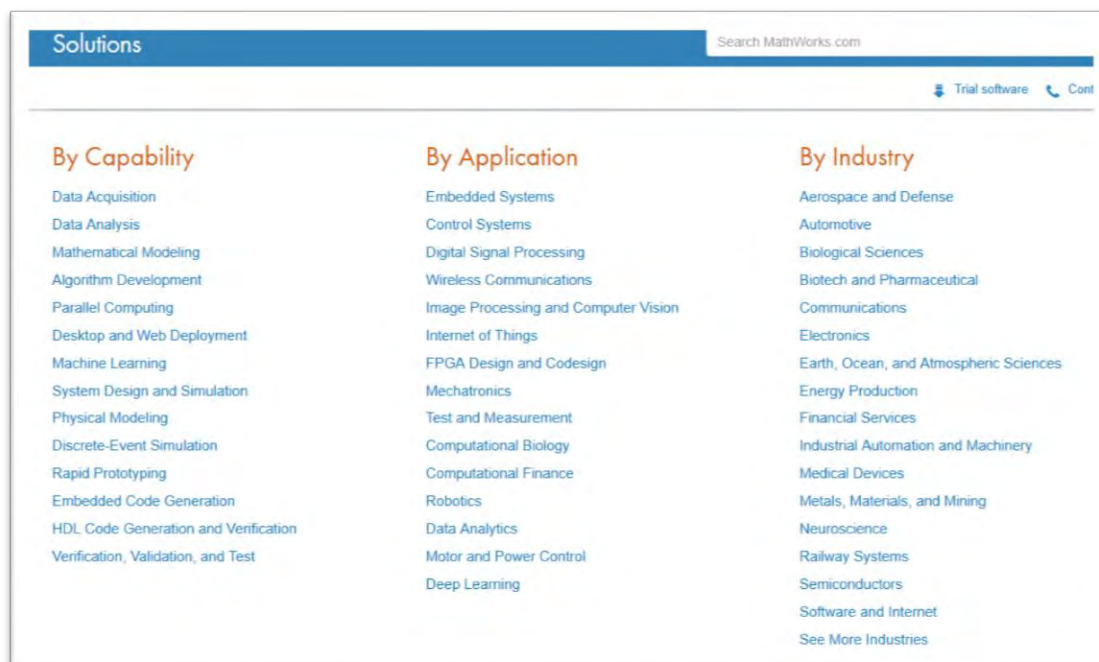 Solutions
Search MathWorks.com
Trial software
Cont
By Capability
Data Acquisition
Data Analysis
Mathematical Modeling
Algorithm Development
Parallel Computing
Desktop and Web Deployment
Machine Learning
System Design and Simulation
Physical Modeling
Discrete-Event Simulation
Rapid Prototyping
Embedded Code Generation
HDL Code Generation and Verification
Verification, Validation, and Test
By Application
Embedded Systems
Control Systems
Digital Signal Processing
Wireless Communications
Image Processing and Computer Vision
Internet of Things
FPGA Design and Codesign
Mechatronics
Test and Measurement
Computational Biology
Computational Finance
Robotics
Data Analytics
Motor and Power Control
Deep Learning
By Industry
Aerospace and Defense
Automotive
Biological Sciences
Biotech and Pharmaceutical
Communications
Electronics
Earth, Ocean, and Atmospheric Sciences
Energy Production
Financial Services
Industrial Automation and Machinery
Medical Devices
Metals, Materials, and Mining
Neuroscience
Railway Systems
Semiconductors
Software and Internet
See More Industries